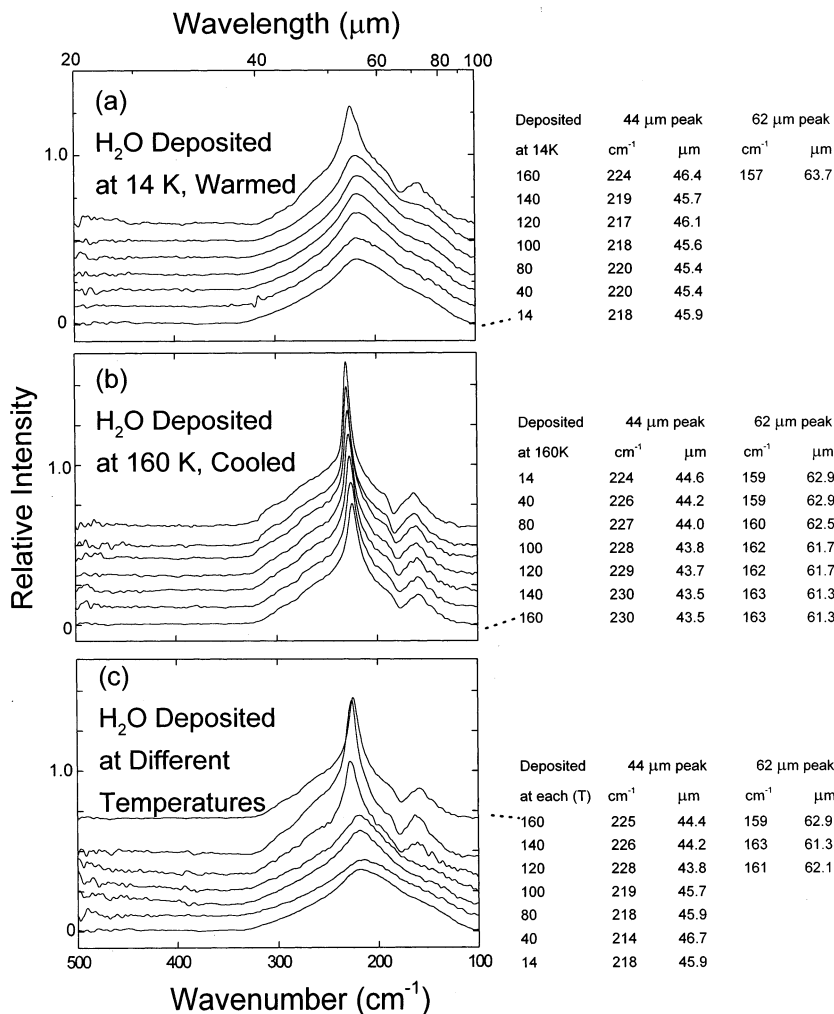 Wavelength (μm)
20 40 60 80 100
(a)
H₂O Deposited
at 14 K, Warmed
1.0
0
Deposited 44 μm peak 62 μm peak
at 14K cm⁻¹ μm cm⁻¹ μm
160 224 46.4 157 63.7
140 219 45.7
120 217 46.1
100 218 45.6
80 220 45.4
40 220 45.4
14 218 45.9
Relative Intensity
(b)
H₂O Deposited
at 160 K, Cooled
1.0
0
Deposited 44 μm peak 62 μm peak
at 160K cm⁻¹ μm cm⁻¹ μm
14 224 44.6 159 62.9
40 226 44.2 159 62.9
80 227 44.0 160 62.5
100 228 43.8 162 61.7
120 229 43.7 162 61.7
140 230 43.5 163 61.3
160 230 43.5 163 61.3
(c)
H₂O Deposited
at Different
Temperatures
1.0
0
Deposited 44 μm peak 62 μm peak
at each (T) cm⁻¹ μm cm⁻¹ μm
160 225 44.4 159 62.9
140 226 44.2 163 61.3
120 228 43.8 161 62.1
100 219 45.7
80 218 45.9
40 214 46.7
14 218 45.9
500 400 300 200 100
Wavenumber (cm⁻¹)